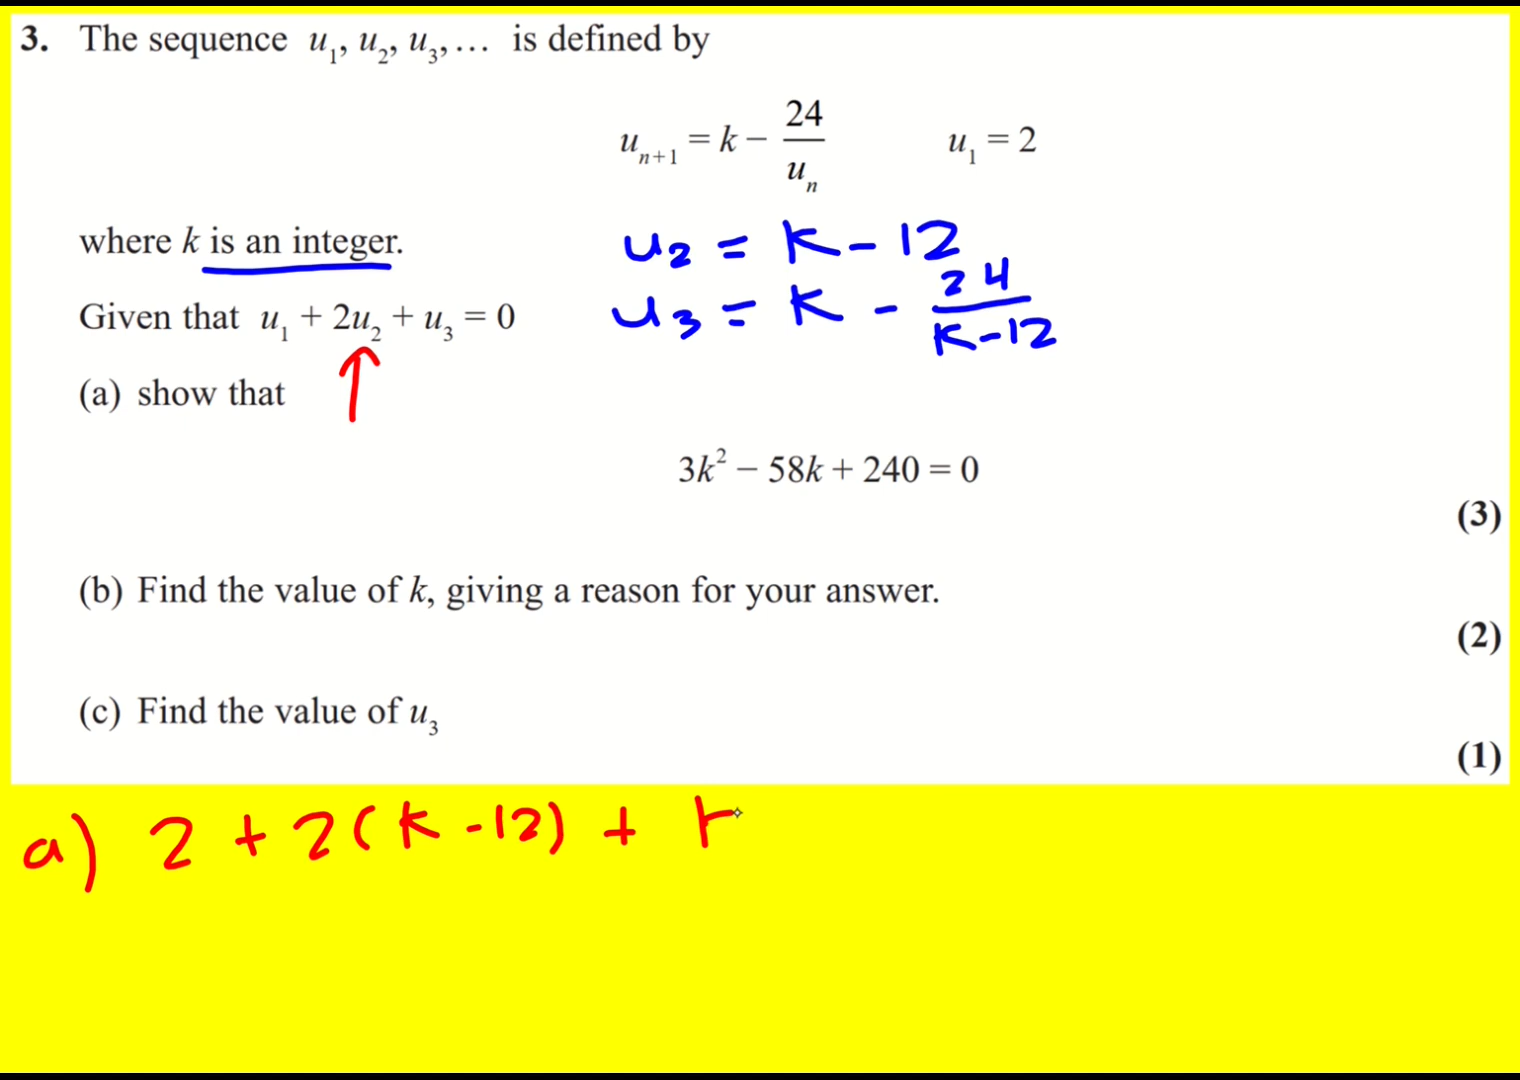 3. The sequence u₁, u₂, u₃, … is defined by
uₙ₊₁ = k − 24/uₙ    u₁ = 2
where k is an integer.
u₂ = k − 12
Given that u₁ + 2u₂ + u₃ = 0
u₃ = k − 24/(k−12)
(a) show that
3k² − 58k + 240 = 0
(3)
(b) Find the value of k, giving a reason for your answer.
(2)
(c) Find the value of u₃
(1)
a) 2 + 2(k −12) +